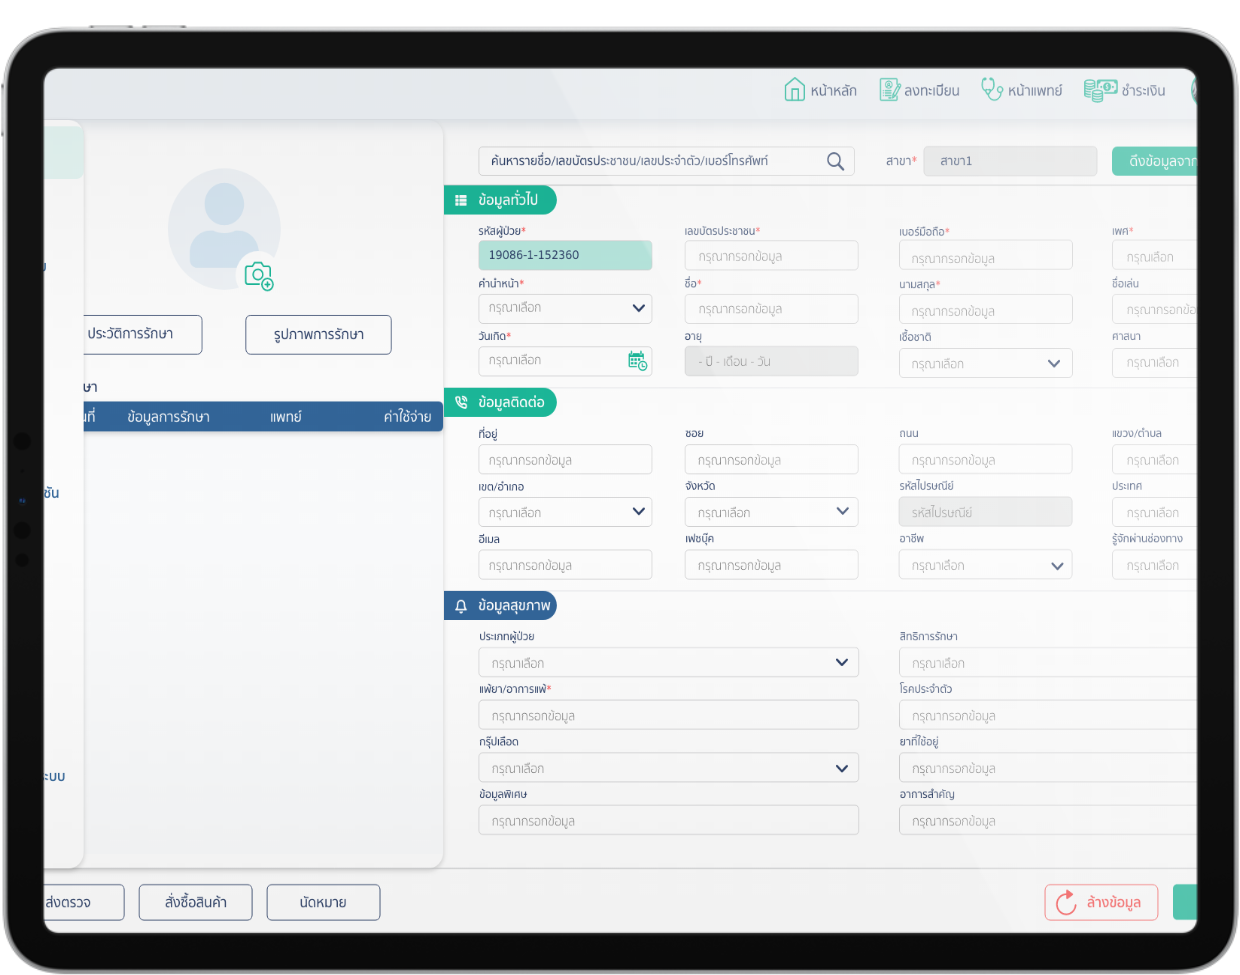 หน้าหลัก ลงทะเบียน หน้าแพทย์ ชำระเงิน
ค้นหารายชื่อ/เลขบัตรประชาชน/เลขประจำตัว/เบอร์โทรศัพท์ สาขา* สาขา1 ดึงข้อมูลจาก
ข้อมูลทั่วไป
รหัสผู้ป่วย* เลขบัตรประชาชน* เบอร์มือถือ* เพศ*
19086-1-152360 กรุณากรอกข้อมูล กรุณากรอกข้อมูล กรุณเลือก
คำนำหน้า* ชื่อ* นามสกุล* ชื่อเล่น
กรุณาเลือก กรุณากรอกข้อมูล กรุณากรอกข้อมูล กรุณากรอกข้อ
ประวัติการรักษา รูปภาพการรักษา
วันเกิด* อายุ เชื้อชาติ ศาสนา
กรุณาเลือก - ปี - เดือน - วัน กรุณาเลือก กรุณาเลือก
ษา
ที่ ข้อมูลการรักษา แพทย์ ค่าใช้จ่าย
ข้อมูลติดต่อ
ที่อยู่ ซอย ถนน แขวง/ตำบล
กรุณากรอกข้อมูล กรุณากรอกข้อมูล กรุณากรอกข้อมูล กรุณาเลือก
เขต/อำเภอ จังหวัด รหัสไปรษณีย์ ประเทศ
ชัน
กรุณาเลือก กรุณาเลือก รหัสไปรษณีย์ กรุณาเลือก
อีเมล เฟซบุ๊ค อาชีพ รู้จักผ่านช่องทาง
กรุณากรอกข้อมูล กรุณากรอกข้อมูล กรุณาเลือก กรุณาเลือก
ข้อมูลสุขภาพ
ประเภทผู้ป่วย สิทธิการรักษา
กรุณาเลือก กรุณาเลือก
แพ้ยา/อาการแพ้* โรคประจำตัว
กรุณากรอกข้อมูล กรุณากรอกข้อมูล
กรุ๊ปเลือด ยาที่ใช้อยู่
กรุณาเลือก กรุณากรอกข้อมูล
ะบบ
ข้อมูลพิเศษ อาการสำคัญ
กรุณากรอกข้อมูล กรุณากรอกข้อมูล
ส่งตรวจ สั่งซื้อสินค้า นัดหมาย ล้างข้อมูล